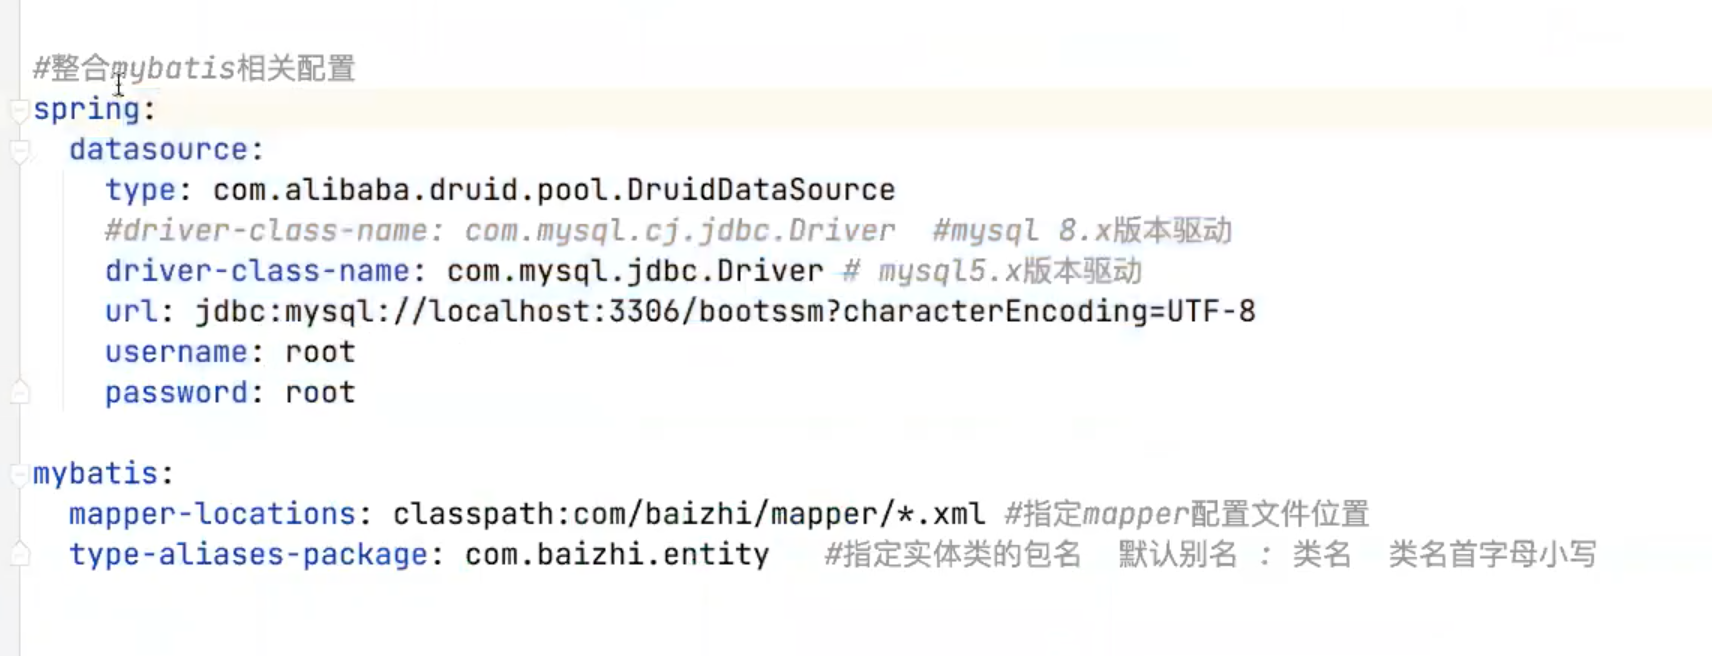 #整合mybatis相关配置
spring:
  datasource:
    type: com.alibaba.druid.pool.DruidDataSource
    #driver-class-name: com.mysql.cj.jdbc.Driver  #mysql 8.x版本驱动
    driver-class-name: com.mysql.jdbc.Driver # mysql5.x版本驱动
    url: jdbc:mysql://localhost:3306/bootssm?characterEncoding=UTF-8
    username: root
    password: root
mybatis:
  mapper-locations: classpath:com/baizhi/mapper/*.xml #指定mapper配置文件位置
  type-aliases-package: com.baizhi.entity   #指定实体类的包名  默认别名 : 类名  类名首字母小写